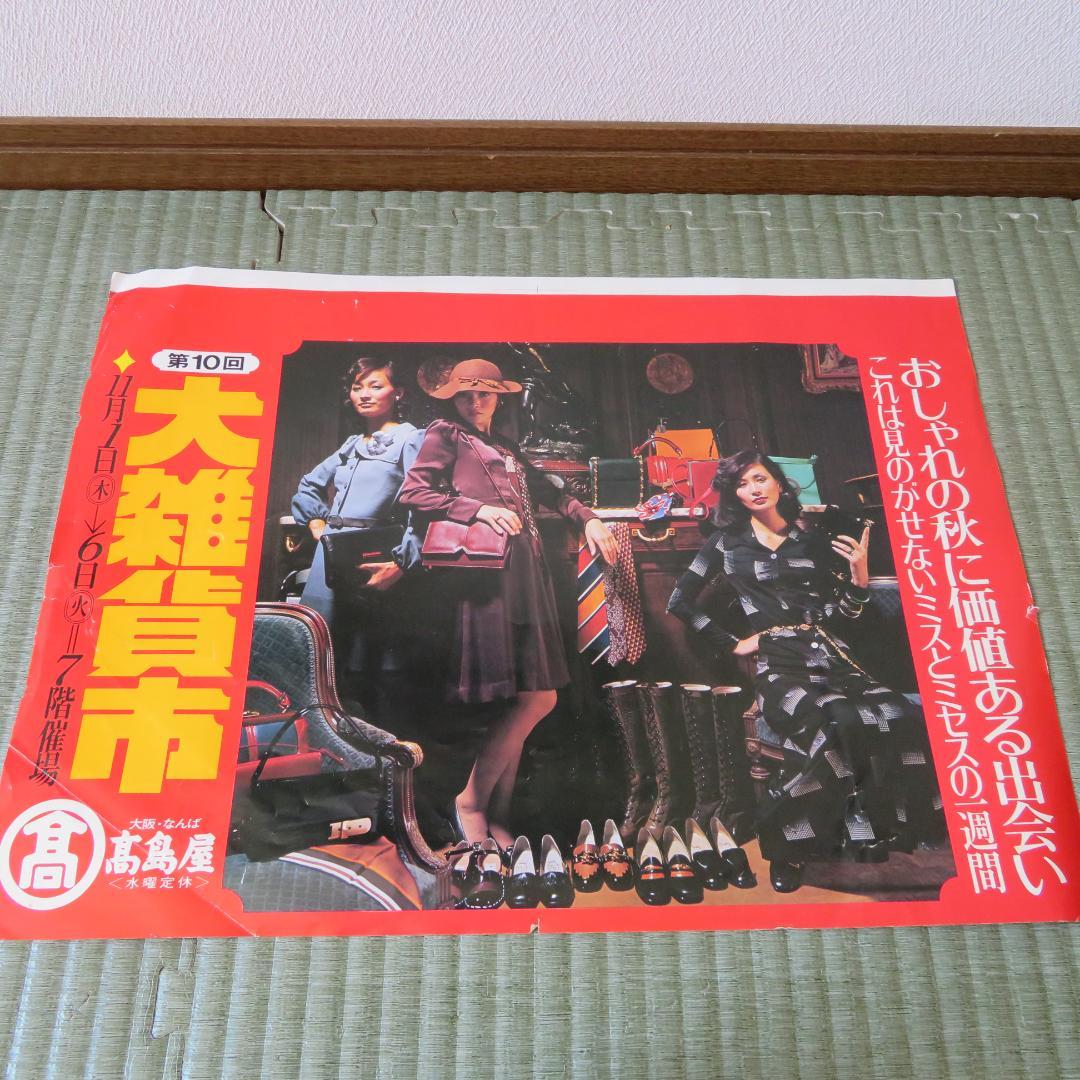 おしゃれの秋に価値ある出会い
これは見のがせないミスとミセスの一週間
第10回
大雑貨市
11月1日㊍→6日㊋=7階催場
髙
大阪・なんば
髙島屋
<水曜定休>